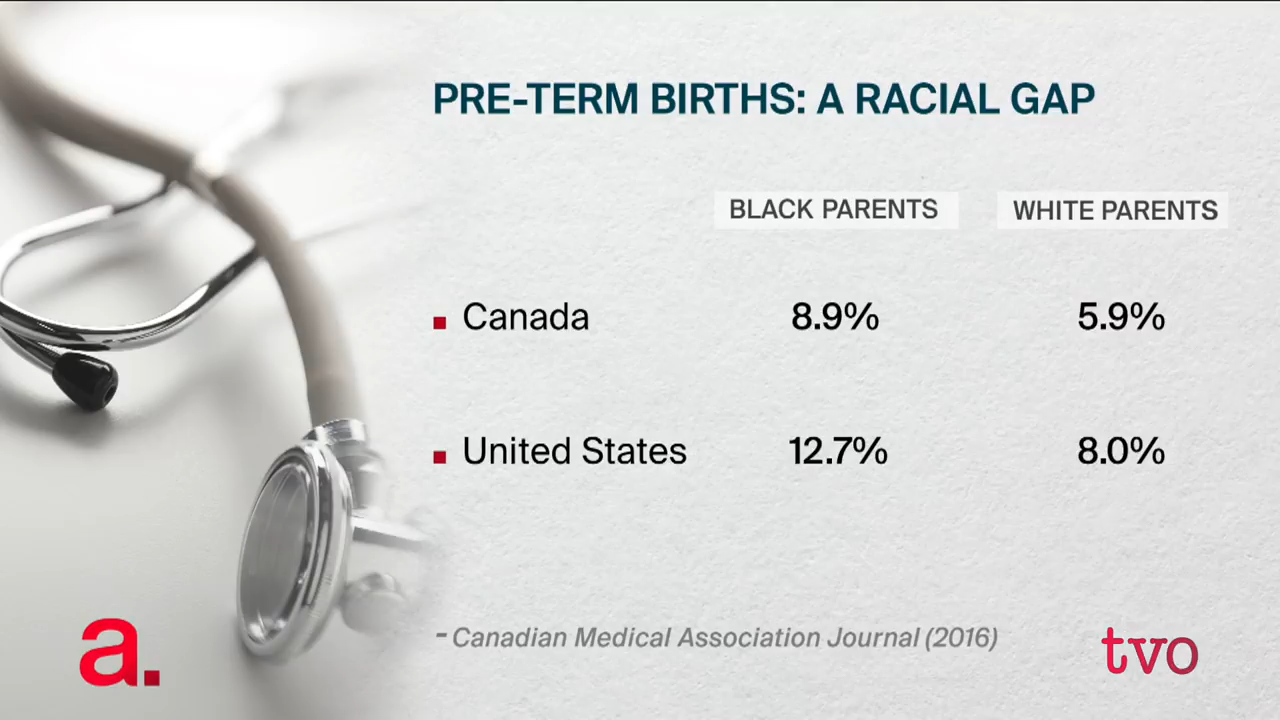 PRE-TERM BIRTHS: A RACIAL GAP
BLACK PARENTS WHITE PARENTS
Canada 8.9% 5.9%
United States 12.7% 8.0%
- Canadian Medical Association Journal (2016)
a. tvo